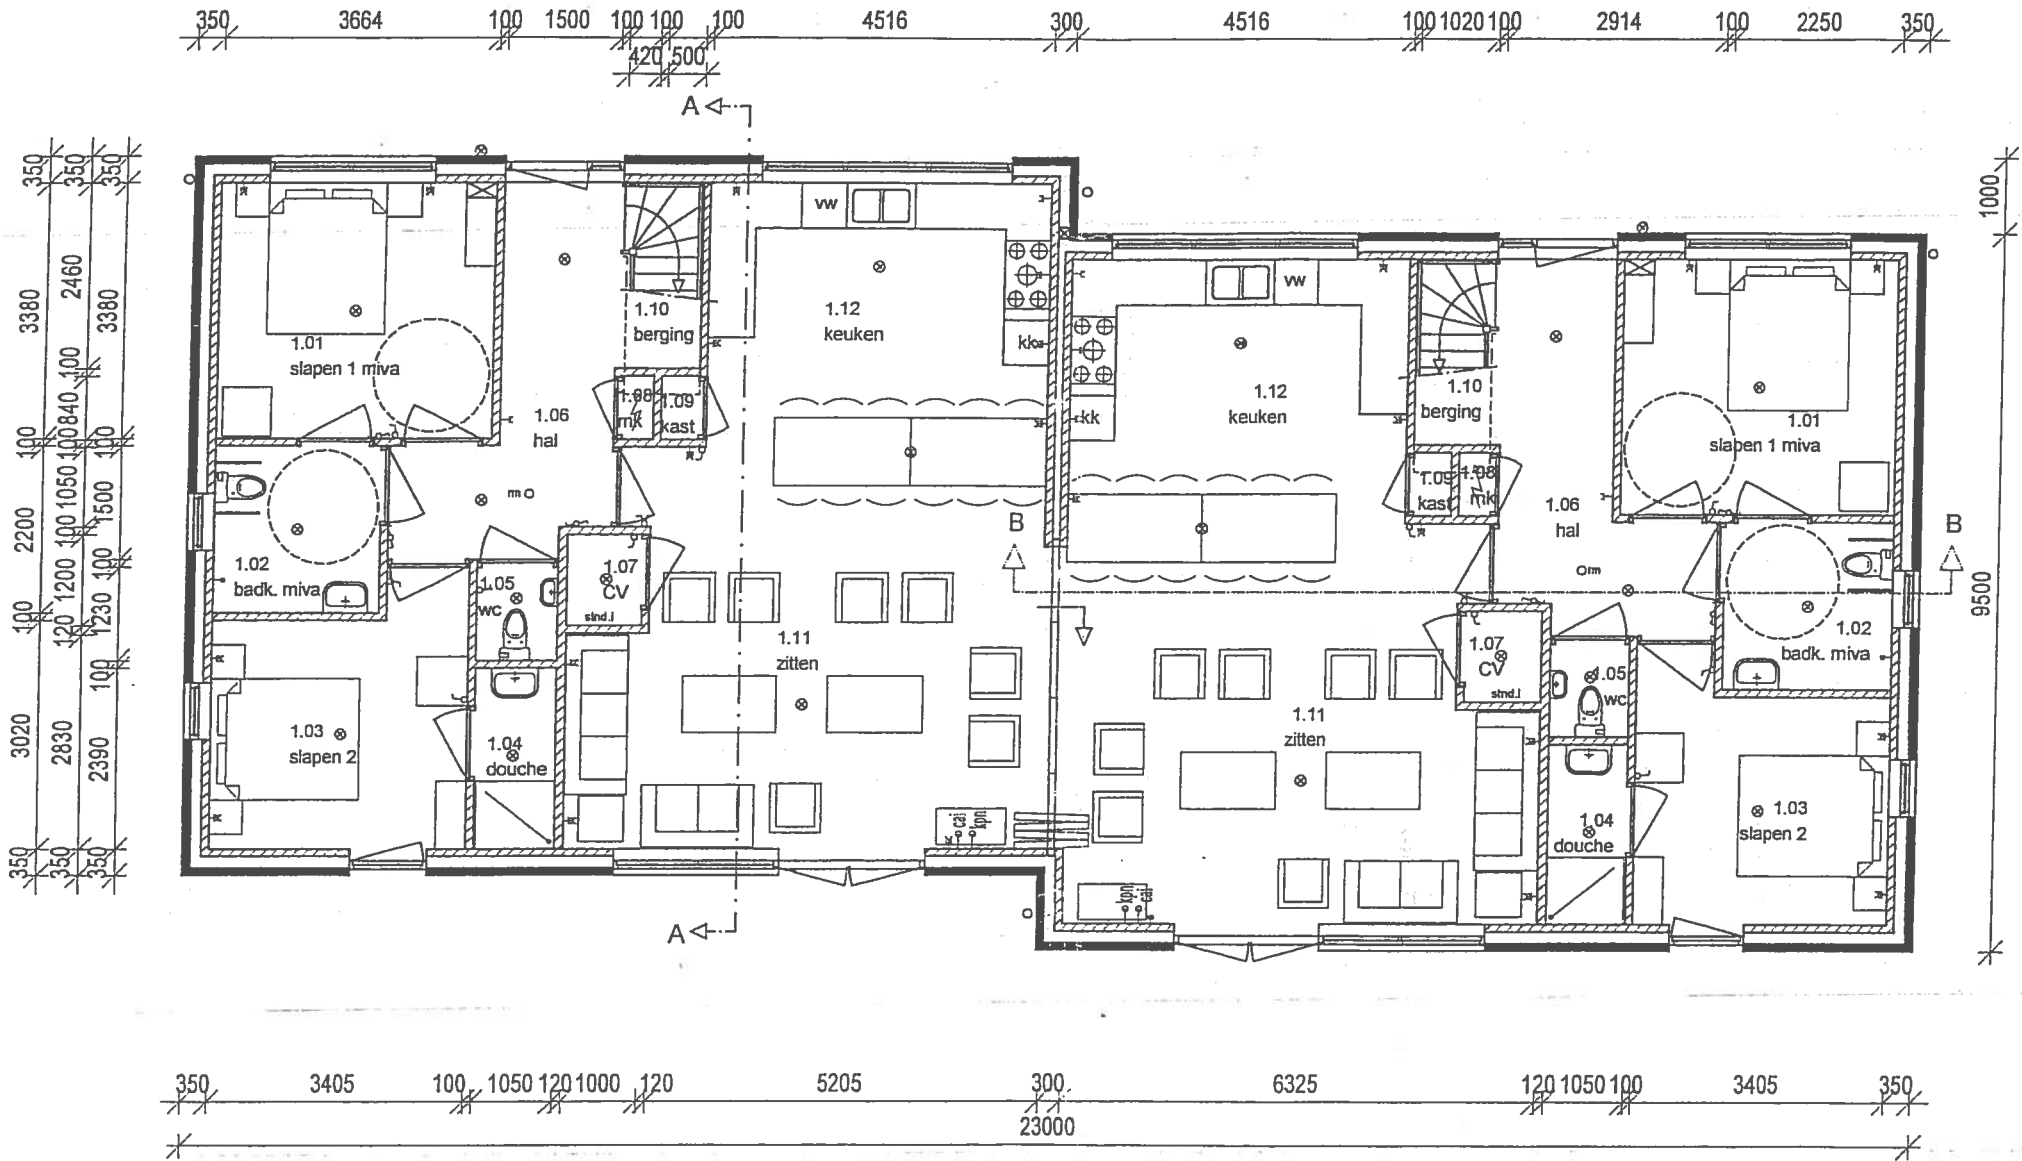 350 3664 100 1500 100 100 100 4516 300 4516 100 1020 100 2914 100 2250 350
420 500
A
350 350 350
3380 2460 3380
100 840
100 100 100
2200 1050 1500
100
1200 100
100 120 1230
100
3020 2830 2390
350 350 350
1000
9500
vw
kk
1.01
slapen 1 miva
1.10
berging
1.12
keuken
1.08
mk
1.09
kast
1.06
hal
rm
1.02
badk. miva
1.05
wc
1.07
CV
stnd.l
1.11
zitten
1.03
slapen 2
1.04
douche
cai
kpn
A
vw
kk
1.12
keuken
1.10
berging
1.09
kast
1.08
mk
1.01
slapen 1 miva
1.06
hal
rm
B
B
1.02
badk. miva
1.07
CV
stnd.l
1.05
wc
1.11
zitten
1.03
slapen 2
1.04
douche
kpn
cai
350 3405 100 1050 120 1000 120 5205 300 6325 120 1050 100 3405 350
23000